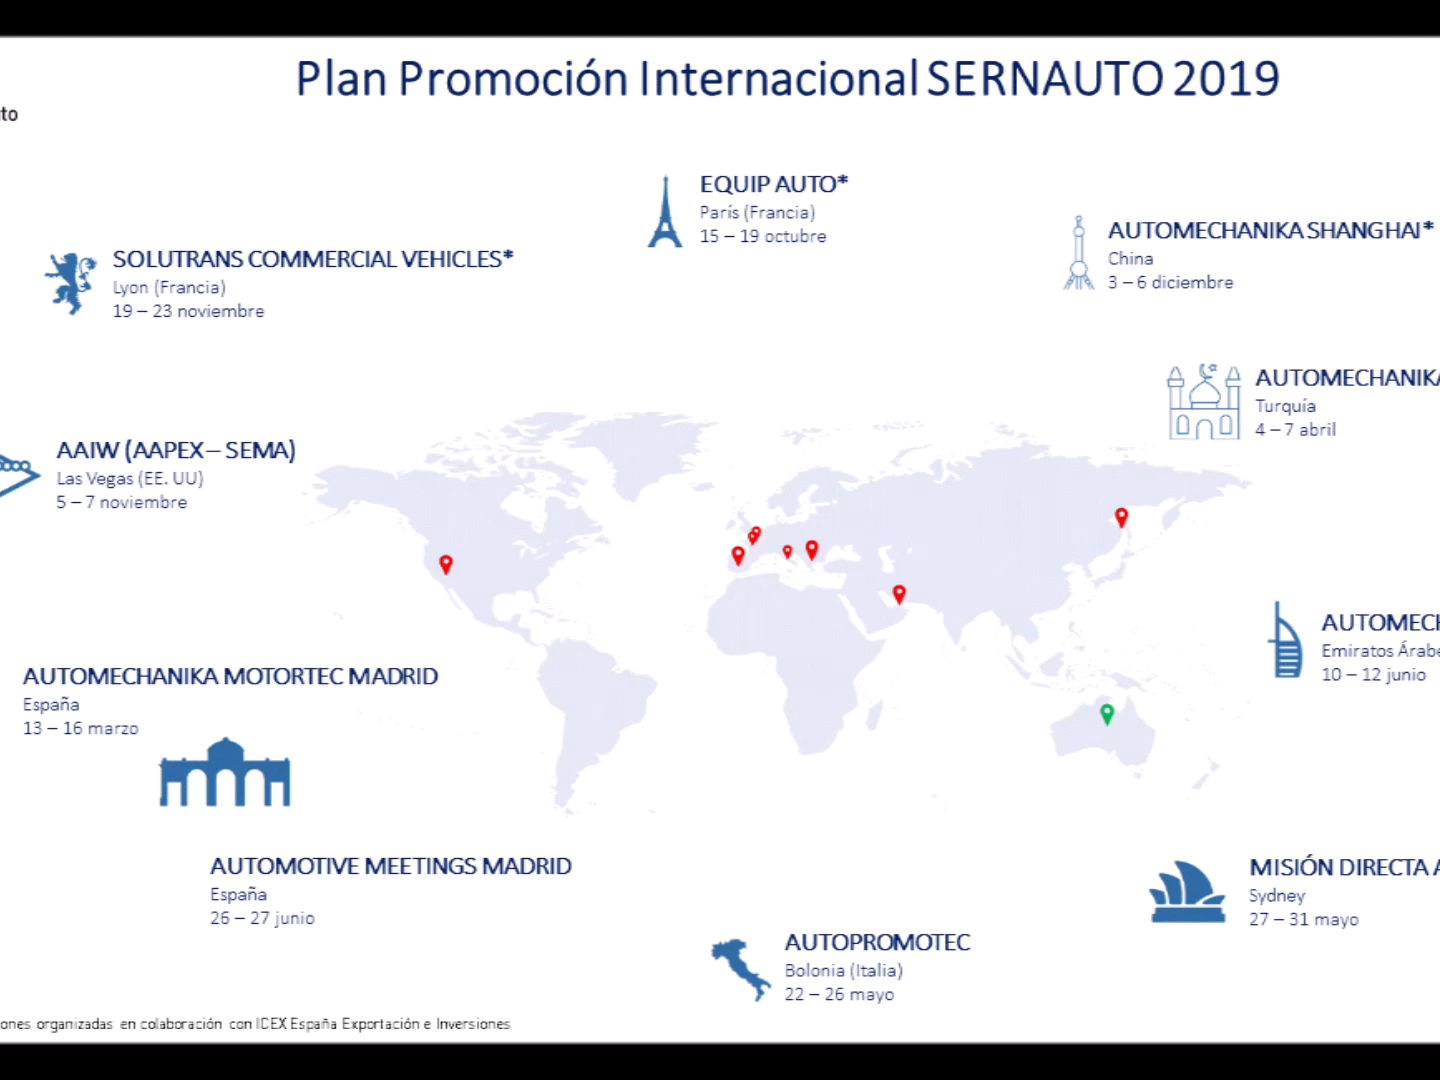 Plan Promoción Internacional SERNAUTO 2019
to
EQUIP AUTO*
París (Francia)
15 – 19 octubre
AUTOMECHANIKA SHANGHAI*
China
3 – 6 diciembre
SOLUTRANS COMMERCIAL VEHICLES*
Lyon (Francia)
19 – 23 noviembre
AUTOMECHANIKA
Turquía
4 – 7 abril
AAIW (AAPEX – SEMA)
Las Vegas (EE. UU)
5 – 7 noviembre
AUTOMECH
Emiratos Árabe
10 – 12 junio
AUTOMECHANIKA MOTORTEC MADRID
España
13 – 16 marzo
AUTOMOTIVE MEETINGS MADRID
España
26 – 27 junio
MISIÓN DIRECTA A
Sydney
27 – 31 mayo
AUTOPROMOTEC
Bolonia (Italia)
22 – 26 mayo
ones organizadas en colaboración con ICEX España Exportación e Inversiones